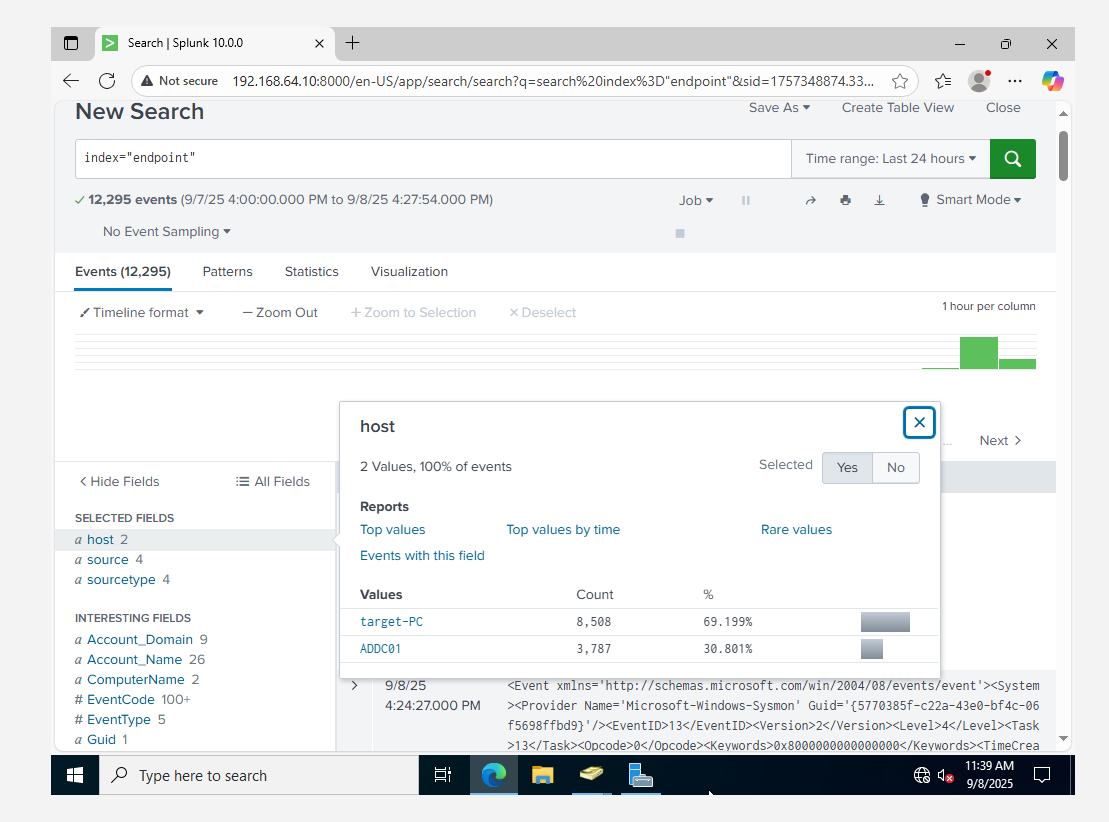 Search | Splunk 10.0.0
Not secure
192.168.64.10:8000/en-US/app/search/search?q=search%20index%3D"endpoint"&sid=1757348874.33...
New Search
Save As
Create Table View
Close
index="endpoint"
Time range: Last 24 hours
12,295 events (9/7/25 4:00:00.000 PM to 9/8/25 4:27:54.000 PM)
Job
Smart Mode
No Event Sampling
Events (12,295)
Patterns
Statistics
Visualization
Timeline format
Zoom Out
Zoom to Selection
Deselect
1 hour per column
host
2 Values, 100% of events
Selected
Yes
No
... Next
Hide Fields
All Fields
Reports
Top values
Top values by time
Rare values
Events with this field
SELECTED FIELDS
a host 2
a source 4
a sourcetype 4
Values Count %
target-PC 8,508 69.199%
ADDC01 3,787 30.801%
INTERESTING FIELDS
a Account_Domain 9
a Account_Name 26
a ComputerName 2
# EventCode 100+
# EventType 5
a Guid 1
9/8/25
4:24:27.000 PM
<Event xmlns='http://schemas.microsoft.com/win/2004/08/events/event'><System
><Provider Name='Microsoft-Windows-Sysmon' Guid='{5770385f-c22a-43e0-bf4c-06
f5698ffbd9}'/><EventID>13</EventID><Version>2</Version><Level>4</Level><Task
>13</Task><Opcode>0</Opcode><Keywords>0x8000000000000000</Keywords><TimeCrea
Type here to search
11:39 AM
9/8/2025